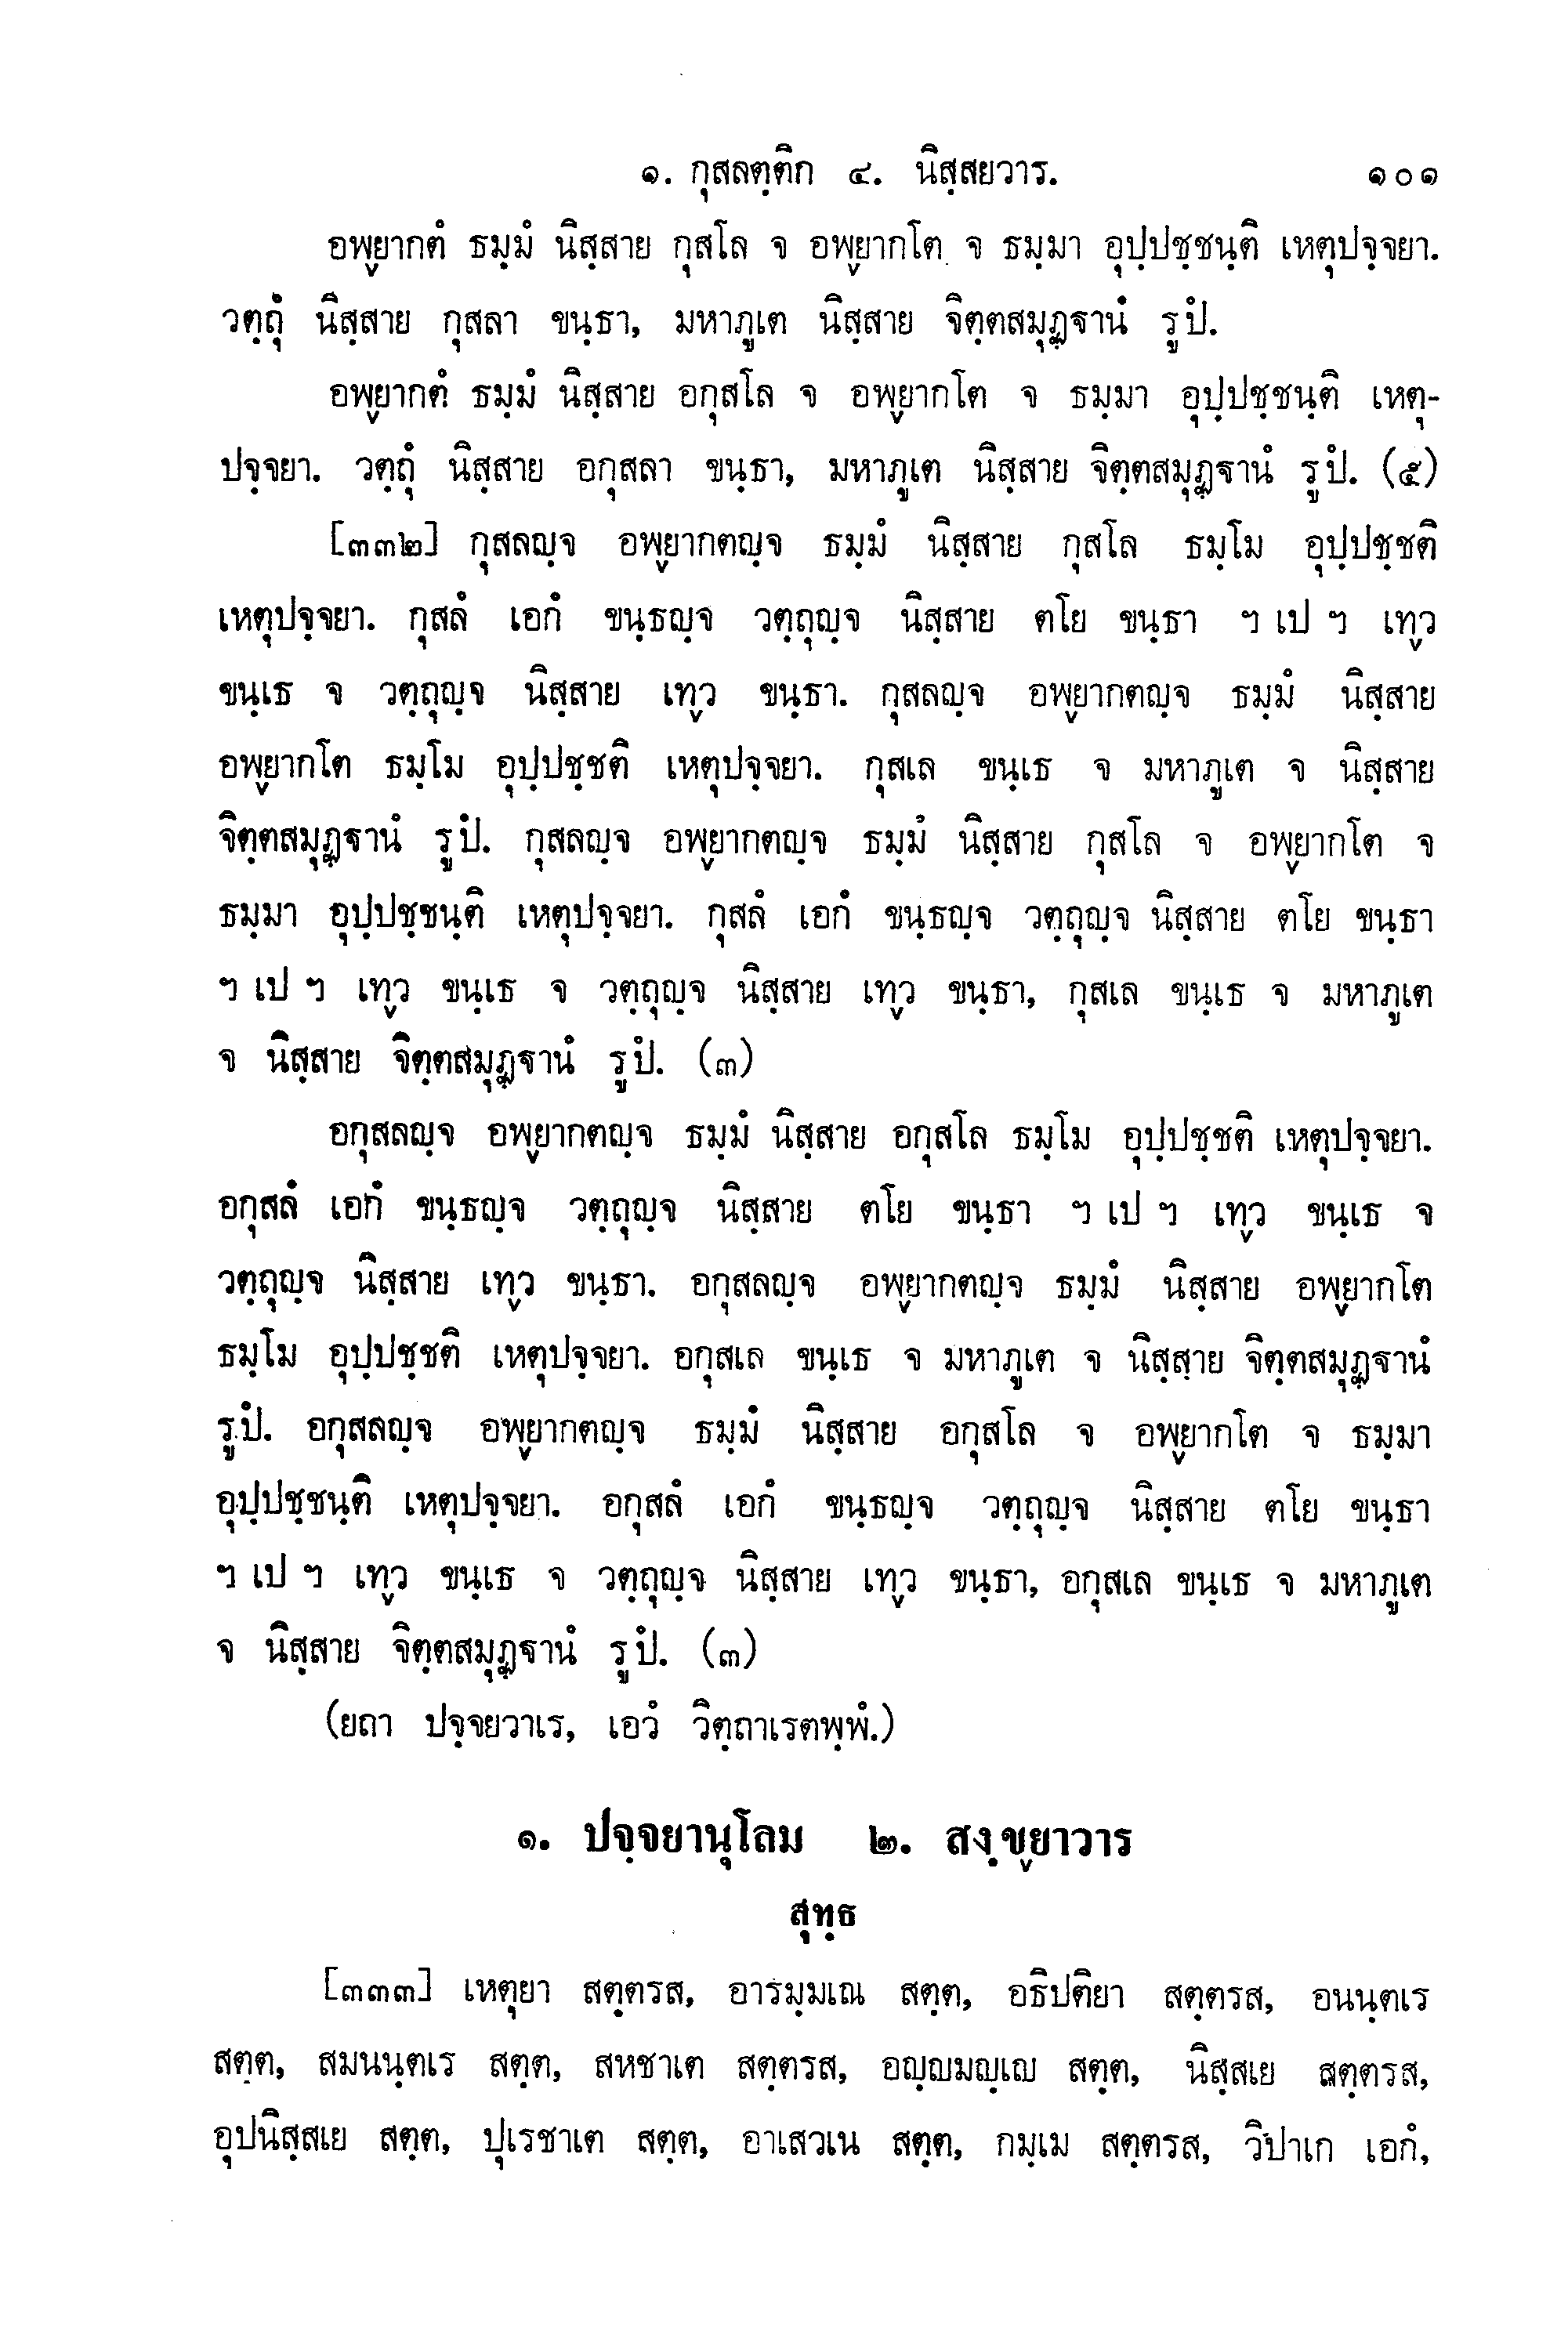 ๑. กุสลตฺติก ๔. นิสฺสยวาร. ๑๐๑
อพฺยากตํ ธมฺมํ นิสฺสาย กุสโล จ อพฺยากโต จ ธมฺมา อุปฺปชฺชนฺติ เหตุปจฺจยา.
วตฺถุํ นิสฺสาย กุสลา ขนฺธา, มหาภูเต นิสฺสาย จิตฺตสมุฏฺฐานํ รูปํ.
อพฺยากตํ ธมฺมํ นิสฺสาย อกุสโล จ อพฺยากโต จ ธมฺมา อุปฺปชฺชนฺติ เหตุ-
ปจฺจยา. วตฺถุํ นิสฺสาย อกุสลา ขนฺธา, มหาภูเต นิสฺสาย จิตฺตสมุฏฺฐานํ รูปํ. (๕)
[๓๓๒] กุสลญฺจ อพฺยากตญฺจ ธมฺมํ นิสฺสาย กุสโล ธมฺโม อุปฺปชฺชติ
เหตุปจฺจยา. กุสลํ เอกํ ขนฺธญฺจ วตฺถุญฺจ นิสฺสาย ตโย ขนฺธา ฯ เป ฯ เทฺว
ขนฺเธ จ วตฺถุญฺจ นิสฺสาย เทฺว ขนฺธา. กุสลญฺจ อพฺยากตญฺจ ธมฺมํ นิสฺสาย
อพฺยากโต ธมฺโม อุปฺปชฺชติ เหตุปจฺจยา. กุสเล ขนฺเธ จ มหาภูเต จ นิสฺสาย
จิตฺตสมุฏฺฐานํ รูปํ. กุสลญฺจ อพฺยากตญฺจ ธมฺมํ นิสฺสาย กุสโล จ อพฺยากโต จ
ธมฺมา อุปฺปชฺชนฺติ เหตุปจฺจยา. กุสลํ เอกํ ขนฺธญฺจ วตฺถุญฺจ นิสฺสาย ตโย ขนฺธา
ฯ เป ฯ เทฺว ขนฺเธ จ วตฺถุญฺจ นิสฺสาย เทฺว ขนฺธา, กุสเล ขนฺเธ จ มหาภูเต
จ นิสฺสาย จิตฺตสมุฏฺฐานํ รูปํ. (๓)
อกุสลญฺจ อพฺยากตญฺจ ธมฺมํ นิสฺสาย อกุสโล ธมฺโม อุปฺปชฺชติ เหตุปจฺจยา.
อกุสลํ เอกํ ขนฺธญฺจ วตฺถุญฺจ นิสฺสาย ตโย ขนฺธา ฯ เป ฯ เทฺว ขนฺเธ จ
วตฺถุญฺจ นิสฺสาย เทฺว ขนฺธา. อกุสลญฺจ อพฺยากตญฺจ ธมฺมํ นิสฺสาย อพฺยากโต
ธมฺโม อุปฺปชฺชติ เหตุปจฺจยา. อกุสเล ขนฺเธ จ มหาภูเต จ นิสฺสาย จิตฺตสมุฏฺฐานํ
รูปํ. อกุสลญฺจ อพฺยากตญฺจ ธมฺมํ นิสฺสาย อกุสโล จ อพฺยากโต จ ธมฺมา
อุปฺปชฺชนฺติ เหตุปจฺจยา. อกุสลํ เอกํ ขนฺธญฺจ วตฺถุญฺจ นิสฺสาย ตโย ขนฺธา
ฯ เป ฯ เทฺว ขนฺเธ จ วตฺถุญฺจ นิสฺสาย เทฺว ขนฺธา, อกุสเล ขนฺเธ จ มหาภูเต
จ นิสฺสาย จิตฺตสมุฏฺฐานํ รูปํ. (๓)
(ยถา ปจฺจยวาเร, เอวํ วิตฺถาเรตพฺพํ.)
๑. ปจฺจยานุโลม ๒. สงฺขฺยาวาร
สุทฺธ
[๓๓๓] เหตุยา สตฺตรส, อารมฺมเณ สตฺต, อธิปติยา สตฺตรส, อนนฺตเร
สตฺต, สมนนฺตเร สตฺต, สหชาเต สตฺตรส, อญฺญมญฺเญ สตฺต, นิสฺสเย สตฺตรส,
อุปนิสฺสเย สตฺต, ปุเรชาเต สตฺต, อาเสวเน สตฺต, กมฺเม สตฺตรส, วิปาเก เอกํ,